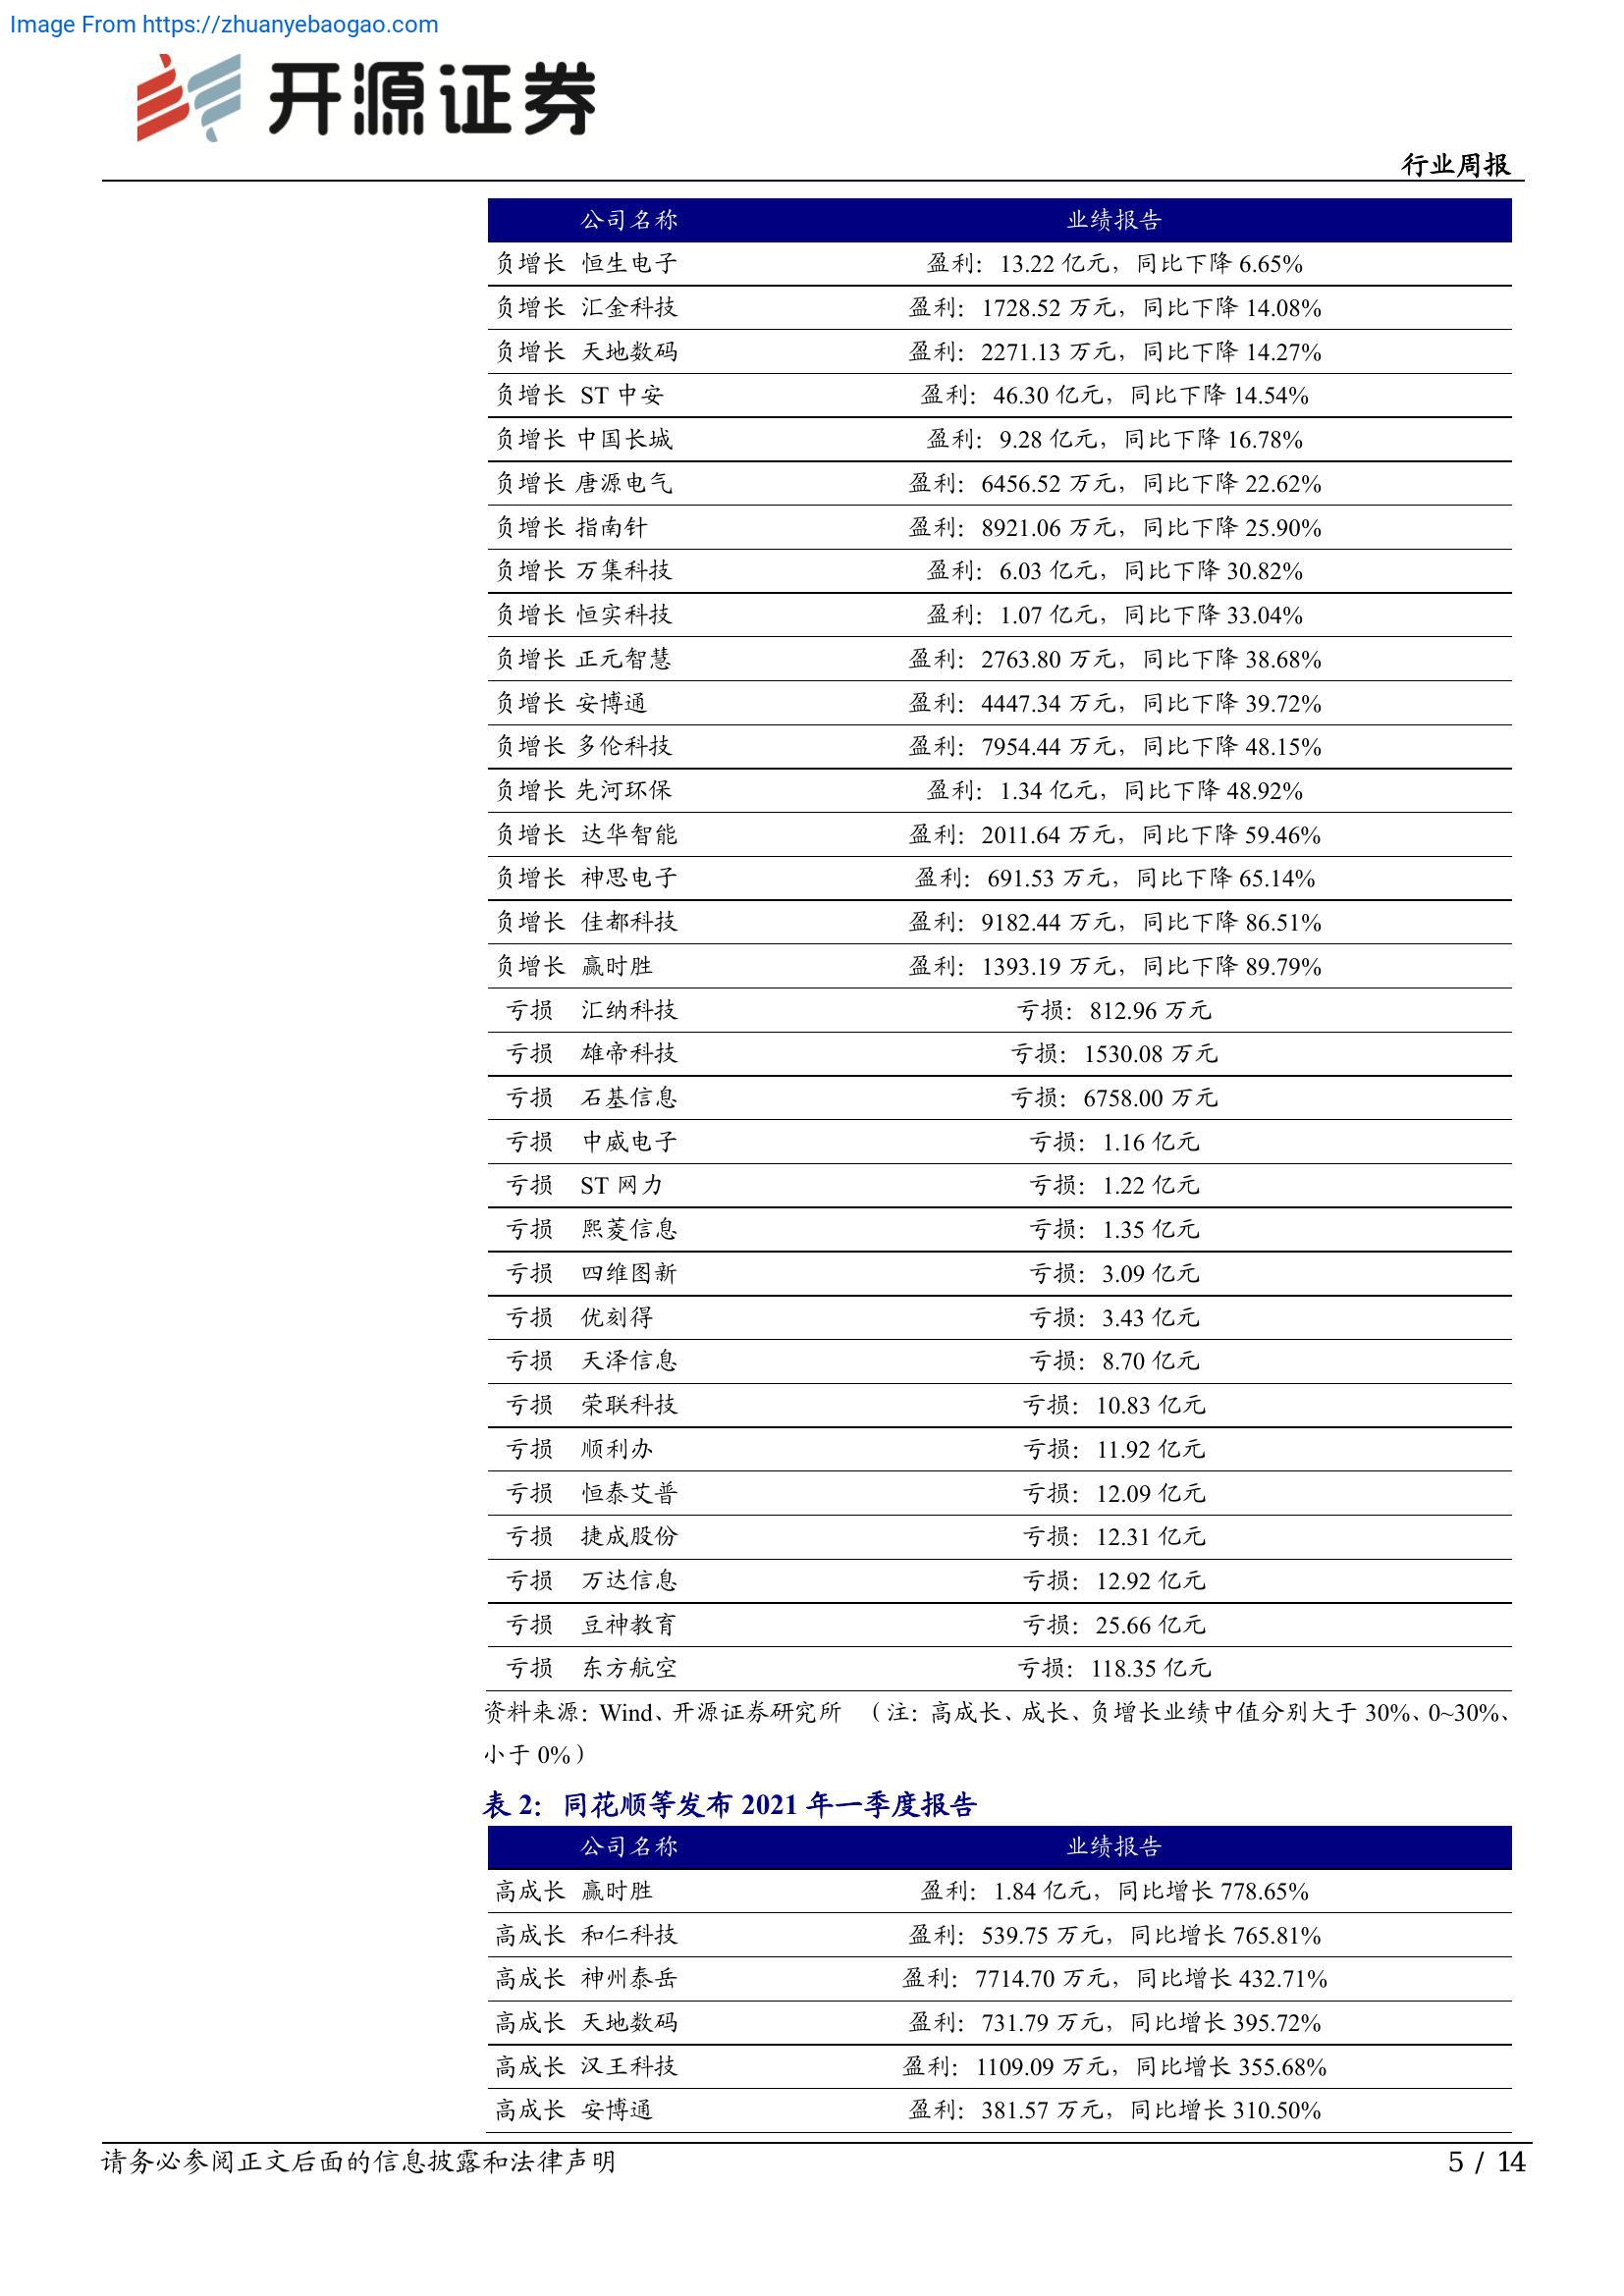 Image From https://zhuanyebaogao.com
开源证券
行业周报
公司名称 业绩报告
负增长 恒生电子 盈利：13.22 亿元，同比下降 6.65%
负增长 汇金科技 盈利：1728.52 万元，同比下降 14.08%
负增长 天地数码 盈利：2271.13 万元，同比下降 14.27%
负增长 ST 中安 盈利：46.30 亿元，同比下降 14.54%
负增长 中国长城 盈利：9.28 亿元，同比下降 16.78%
负增长 唐源电气 盈利：6456.52 万元，同比下降 22.62%
负增长 指南针 盈利：8921.06 万元，同比下降 25.90%
负增长 万集科技 盈利：6.03 亿元，同比下降 30.82%
负增长 恒实科技 盈利：1.07 亿元，同比下降 33.04%
负增长 正元智慧 盈利：2763.80 万元，同比下降 38.68%
负增长 安博通 盈利：4447.34 万元，同比下降 39.72%
负增长 多伦科技 盈利：7954.44 万元，同比下降 48.15%
负增长 先河环保 盈利：1.34 亿元，同比下降 48.92%
负增长 达华智能 盈利：2011.64 万元，同比下降 59.46%
负增长 神思电子 盈利：691.53 万元，同比下降 65.14%
负增长 佳都科技 盈利：9182.44 万元，同比下降 86.51%
负增长 赢时胜 盈利：1393.19 万元，同比下降 89.79%
亏损 汇纳科技 亏损：812.96 万元
亏损 雄帝科技 亏损：1530.08 万元
亏损 石基信息 亏损：6758.00 万元
亏损 中威电子 亏损：1.16 亿元
亏损 ST 网力 亏损：1.22 亿元
亏损 熙菱信息 亏损：1.35 亿元
亏损 四维图新 亏损：3.09 亿元
亏损 优刻得 亏损：3.43 亿元
亏损 天泽信息 亏损：8.70 亿元
亏损 荣联科技 亏损：10.83 亿元
亏损 顺利办 亏损：11.92 亿元
亏损 恒泰艾普 亏损：12.09 亿元
亏损 捷成股份 亏损：12.31 亿元
亏损 万达信息 亏损：12.92 亿元
亏损 豆神教育 亏损：25.66 亿元
亏损 东方航空 亏损：118.35 亿元
资料来源：Wind、开源证券研究所 （注：高成长、成长、负增长业绩中值分别大于 30%、0~30%、
小于 0%）
表 2：同花顺等发布 2021 年一季度报告
公司名称 业绩报告
高成长 赢时胜 盈利：1.84 亿元，同比增长 778.65%
高成长 和仁科技 盈利：539.75 万元，同比增长 765.81%
高成长 神州泰岳 盈利：7714.70 万元，同比增长 432.71%
高成长 天地数码 盈利：731.79 万元，同比增长 395.72%
高成长 汉王科技 盈利：1109.09 万元，同比增长 355.68%
高成长 安博通 盈利：381.57 万元，同比增长 310.50%
请务必参阅正文后面的信息披露和法律声明 5 / 14